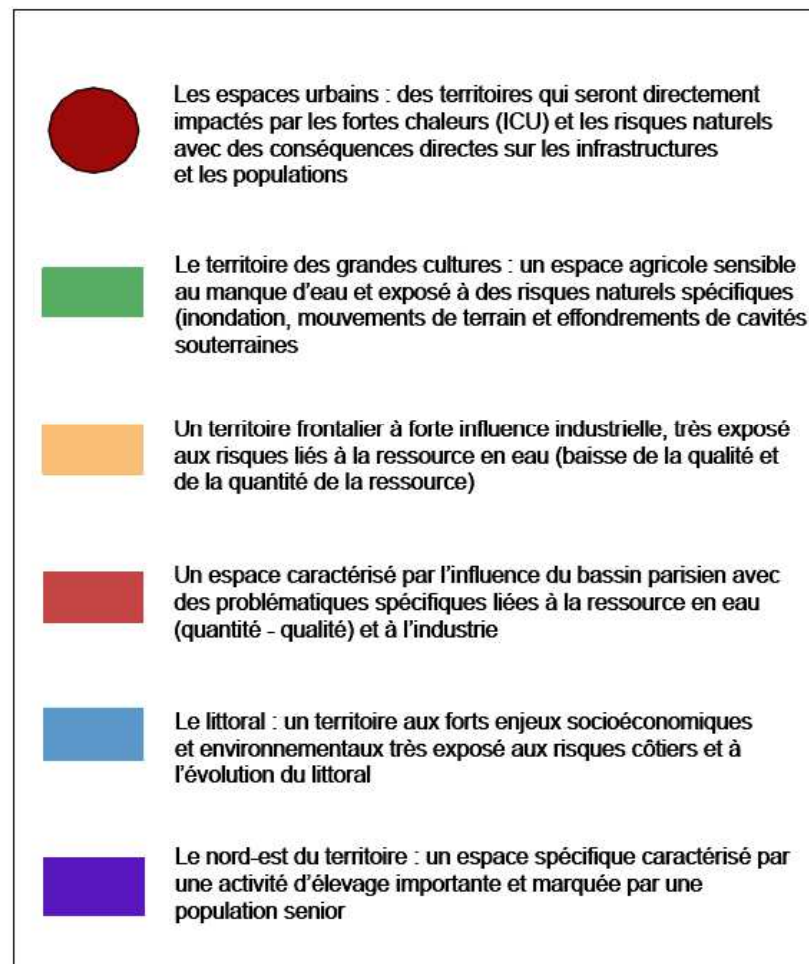 Les espaces urbains : des territoires qui seront directement
impactés par les fortes chaleurs (ICU) et les risques naturels
avec des conséquences directes sur les infrastructures
et les populations
Le territoire des grandes cultures : un espace agricole sensible
au manque d'eau et exposé à des risques naturels spécifiques
(inondation, mouvements de terrain et effondrements de cavités
souterraines
Un territoire frontalier à forte influence industrielle, très exposé
aux risques liés à la ressource en eau (baisse de la qualité et
de la quantité de la ressource)
Un espace caractérisé par l'influence du bassin parisien avec
des problématiques spécifiques liées à la ressource en eau
(quantité - qualité) et à l'industrie
Le littoral : un territoire aux forts enjeux socioéconomiques
et environnementaux très exposé aux risques côtiers et à
l'évolution du littoral
Le nord-est du territoire : un espace spécifique caractérisé par
une activité d'élevage importante et marquée par une
population senior